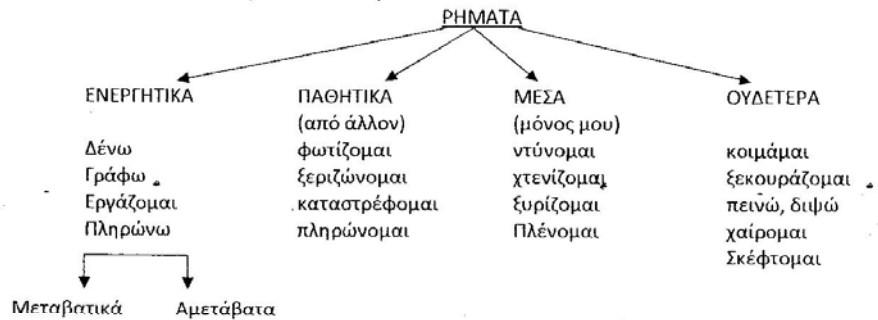 ΡΗΜΑΤΑ
ΕΝΕΡΓΗΤΙΚΑ ΠΑΘΗΤΙΚΑ ΜΕΣΑ ΟΥΔΕΤΕΡΑ
(από άλλον) (μόνος μου)
Δένω φωτίζομαι ντύνομαι κοιμάμαι
Γράφω ξεριζώνομαι χτενίζομαι ξεκουράζομαι
Εργάζομαι καταστρέφομαι ξυρίζομαι πεινώ, διψώ
Πληρώνω πληρώνομαι Πλένομαι χαίρομαι
Σκέφτομαι
Μεταβατικά Αμετάβατα